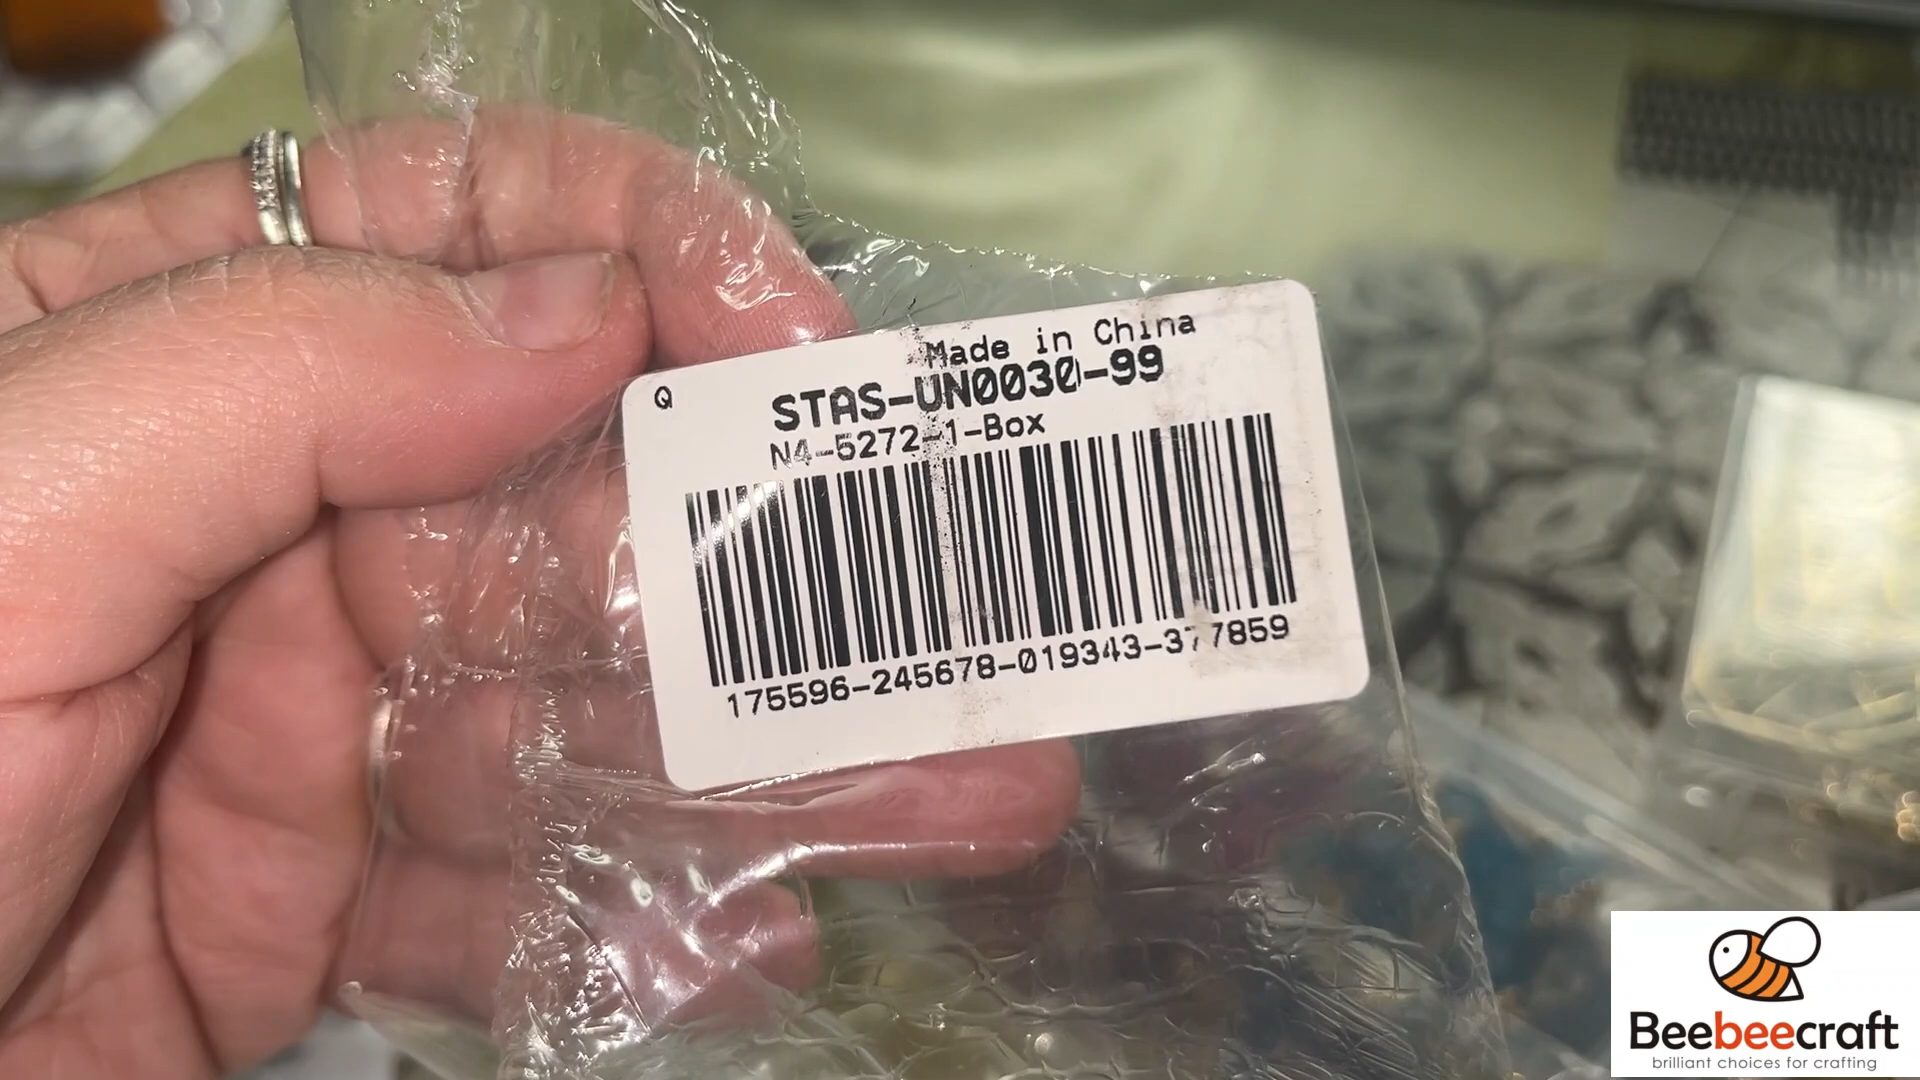 Made in China
Q
STAS-UN0030-99
N4-5272-1-Box
175596-245678-019343-377859
Beebeecraft
brilliant choices for crafting